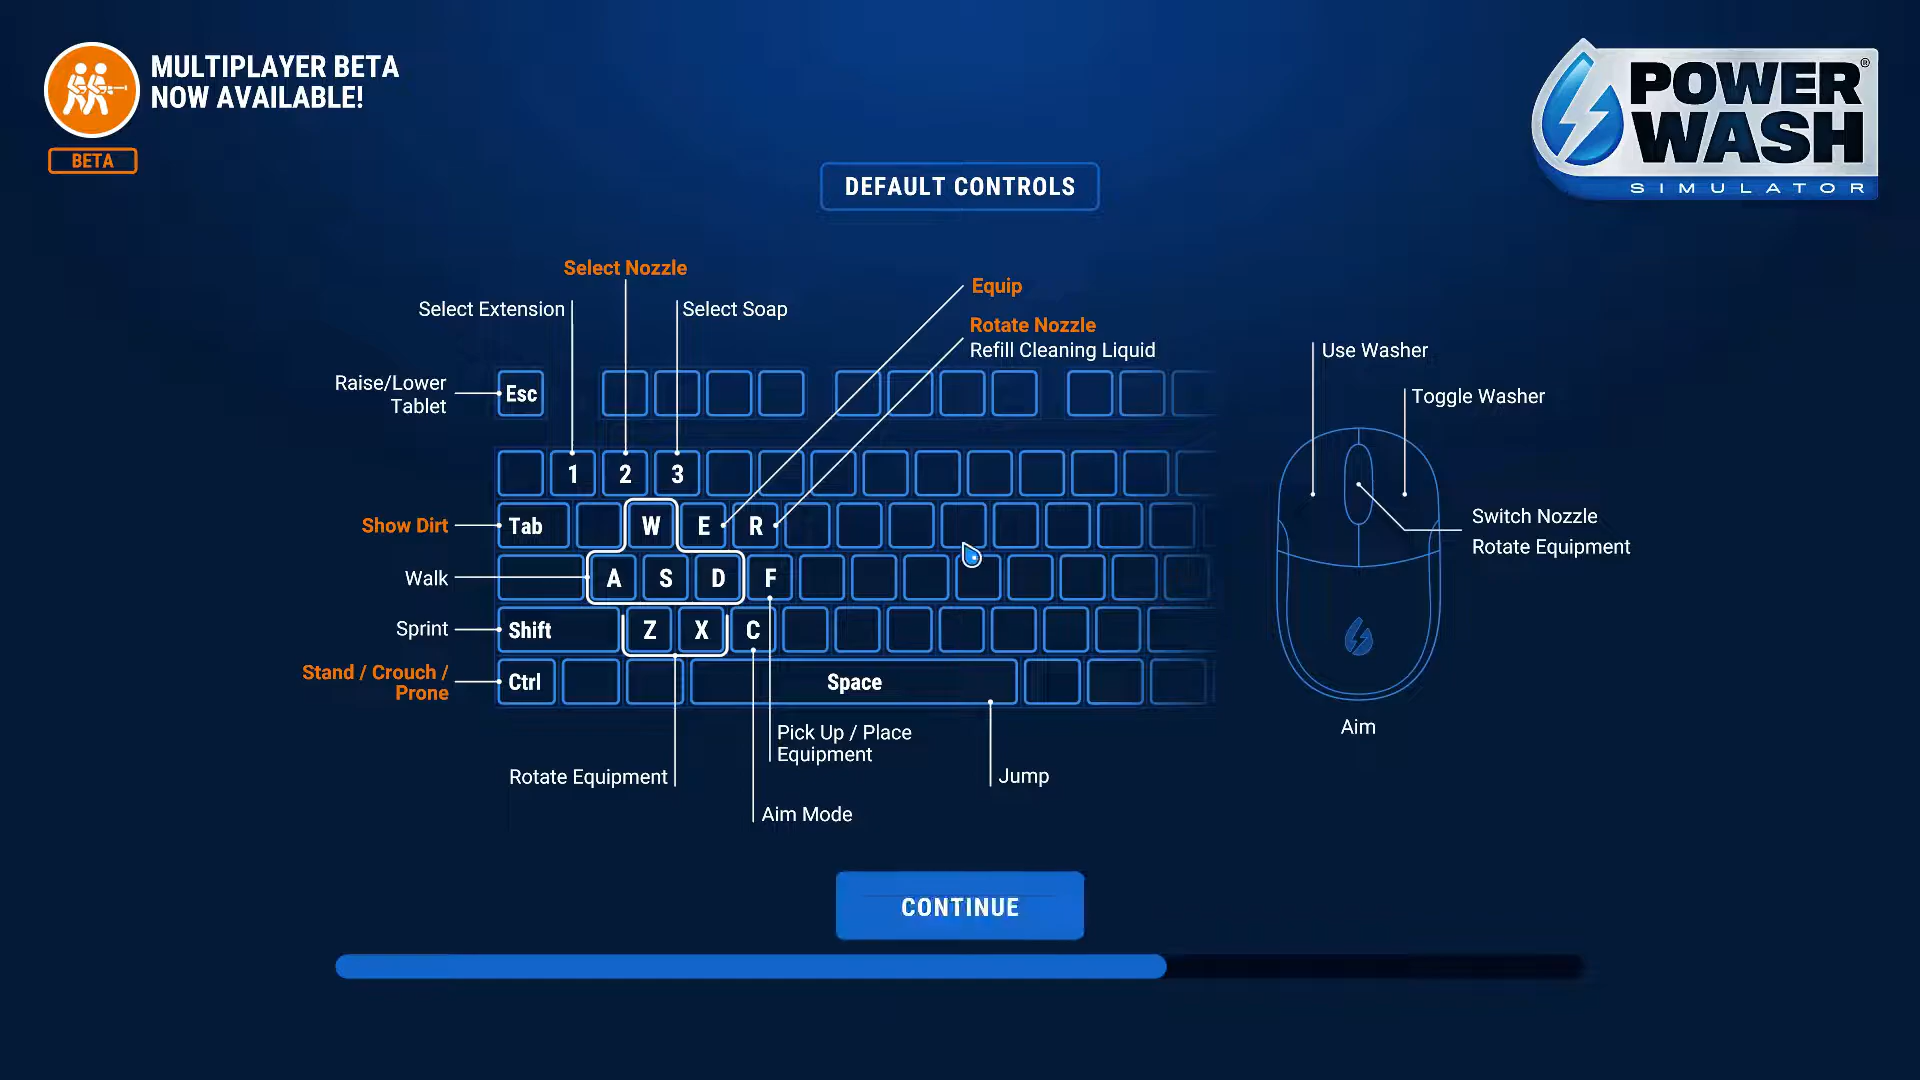 MULTIPLAYER BETA
NOW AVAILABLE!
BETA
POWER®
WASH
SIMULATOR
DEFAULT CONTROLS
Select Nozzle
Select Extension
Select Soap
Equip
Rotate Nozzle
Refill Cleaning Liquid
Raise/Lower
Tablet
Esc
1 2 3
Show Dirt
Tab W E R
Walk
A S D F
Sprint
Shift Z X C
Stand / Crouch /
Prone
Ctrl Space
Pick Up / Place
Equipment
Rotate Equipment
Jump
Aim Mode
Use Washer
Toggle Washer
Switch Nozzle
Rotate Equipment
Aim
CONTINUE